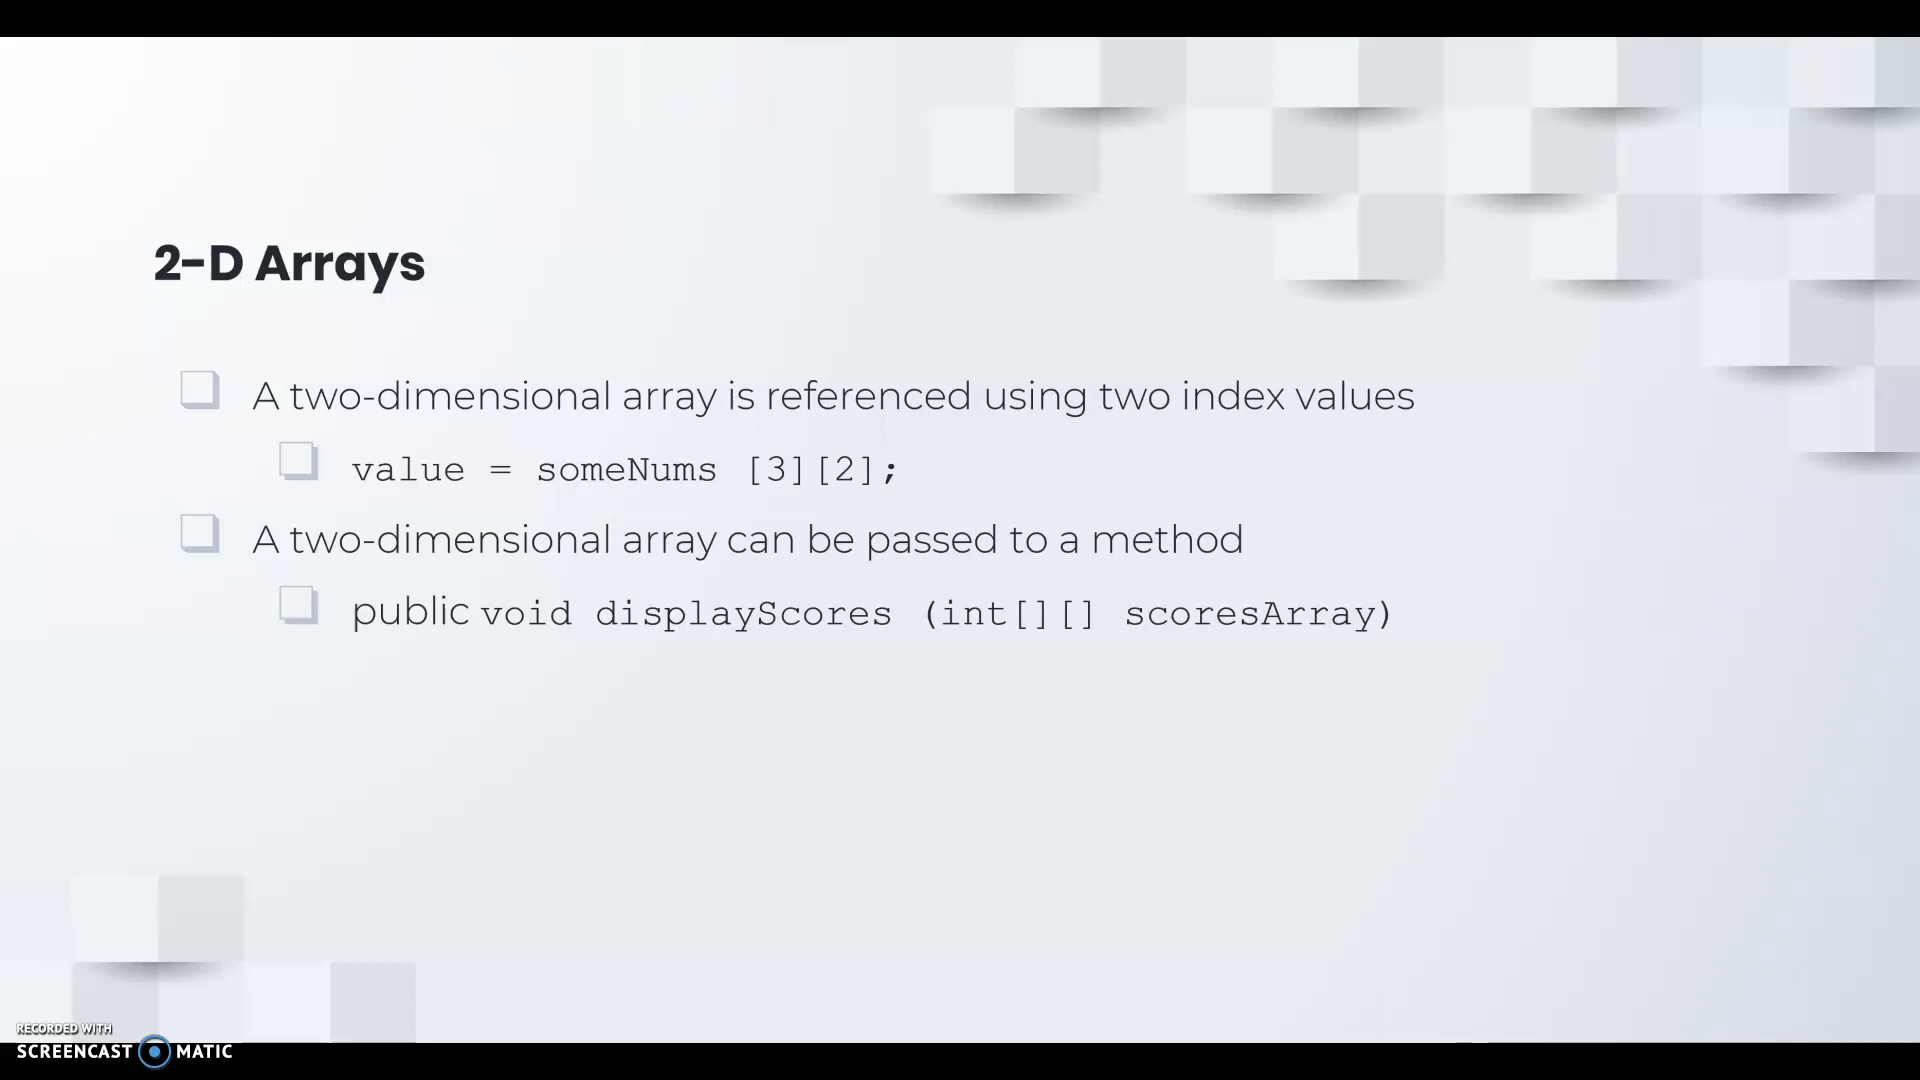 2-D Arrays
A two-dimensional array is referenced using two index values
value = someNums [3][2];
A two-dimensional array can be passed to a method
public void displayScores (int[][] scoresArray)
RECORDED WITH
SCREENCAST MATIC